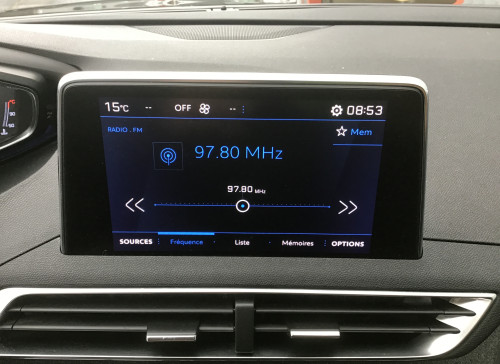 15°C -- OFF -- 08:53
RADIO . FM
Mem
97.80 MHz
97.80 MHz
SOURCES Fréquence Liste Mémoires OPTIONS